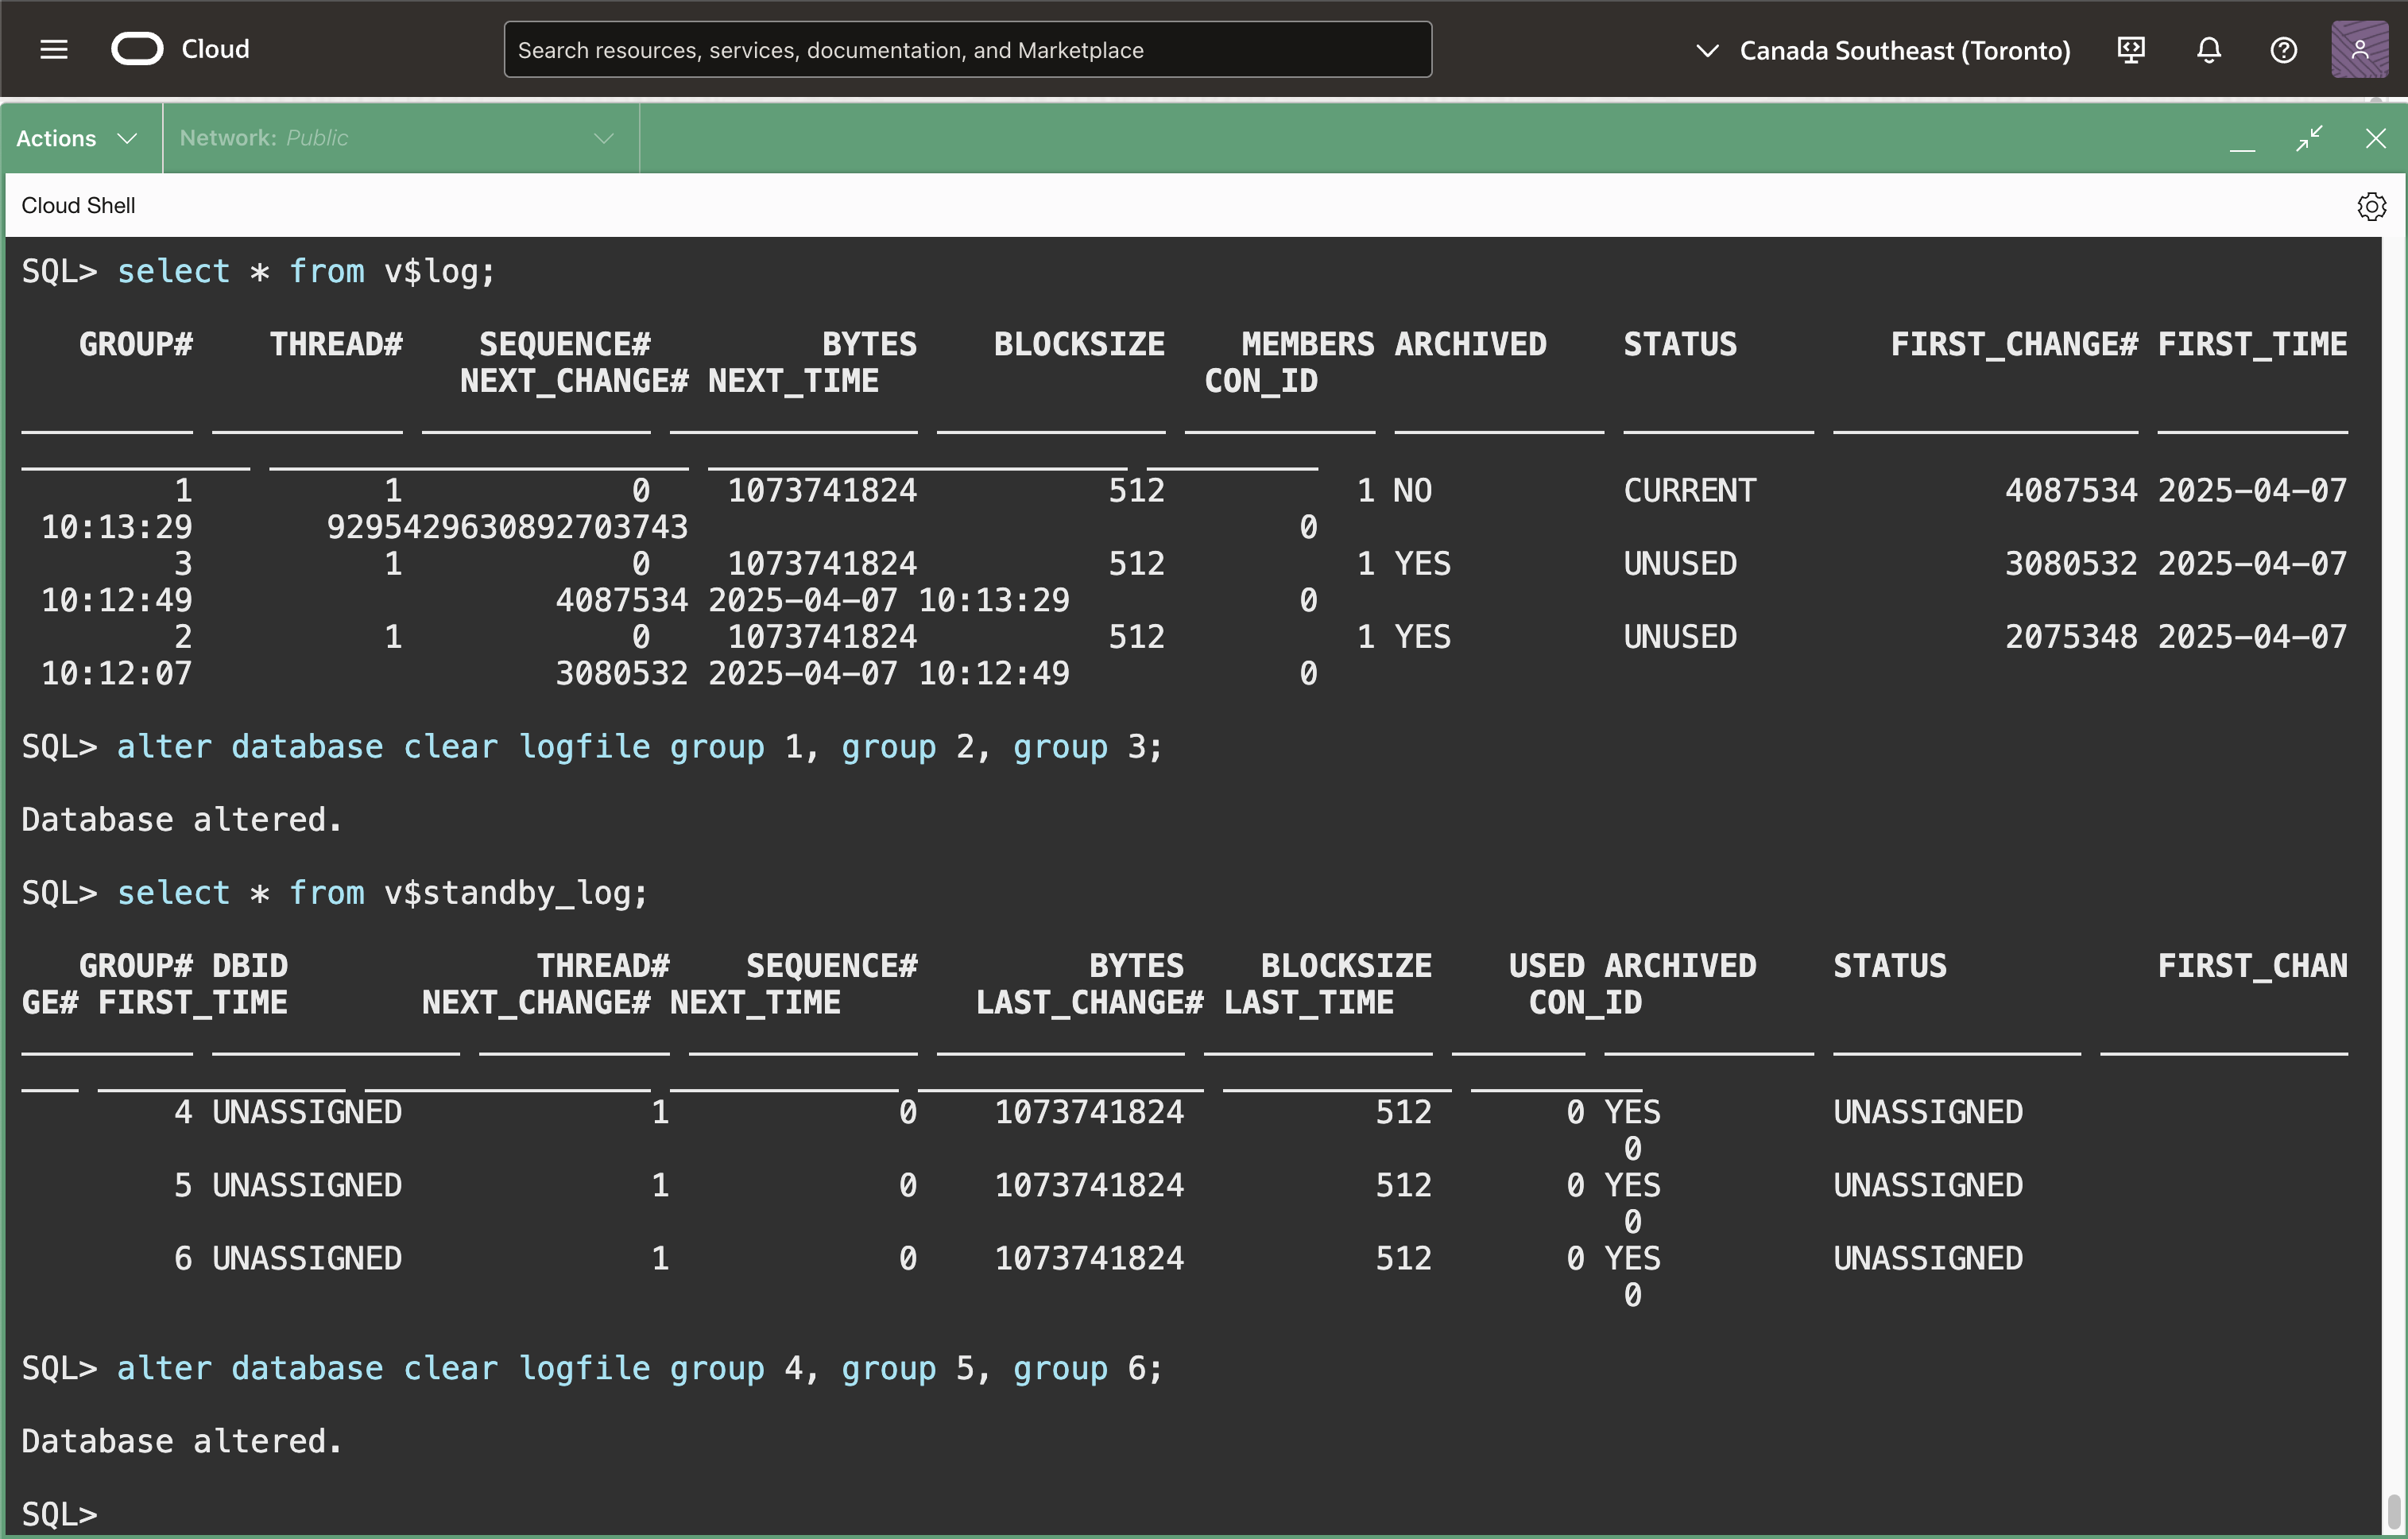 Cloud
Search resources, services, documentation, and Marketplace
Canada Southeast (Toronto)
Actions
Network: Public
Cloud Shell
SQL> select * from v$log;
GROUP# THREAD# SEQUENCE# BYTES BLOCKSIZE MEMBERS ARCHIVED STATUS FIRST_CHANGE# FIRST_TIME
NEXT_CHANGE# NEXT_TIME CON_ID
1 1 0 1073741824 512 1 NO CURRENT 4087534 2025-04-07
10:13:29 9295429630892703743 0
3 1 0 1073741824 512 1 YES UNUSED 3080532 2025-04-07
10:12:49 4087534 2025-04-07 10:13:29 0
2 1 0 1073741824 512 1 YES UNUSED 2075348 2025-04-07
10:12:07 3080532 2025-04-07 10:12:49 0
SQL> alter database clear logfile group 1, group 2, group 3;
Database altered.
SQL> select * from v$standby_log;
GROUP# DBID THREAD# SEQUENCE# BYTES BLOCKSIZE USED ARCHIVED STATUS FIRST_CHAN
GE# FIRST_TIME NEXT_CHANGE# NEXT_TIME LAST_CHANGE# LAST_TIME CON_ID
4 UNASSIGNED 1 0 1073741824 512 0 YES UNASSIGNED
0
5 UNASSIGNED 1 0 1073741824 512 0 YES UNASSIGNED
0
6 UNASSIGNED 1 0 1073741824 512 0 YES UNASSIGNED
0
SQL> alter database clear logfile group 4, group 5, group 6;
Database altered.
SQL>